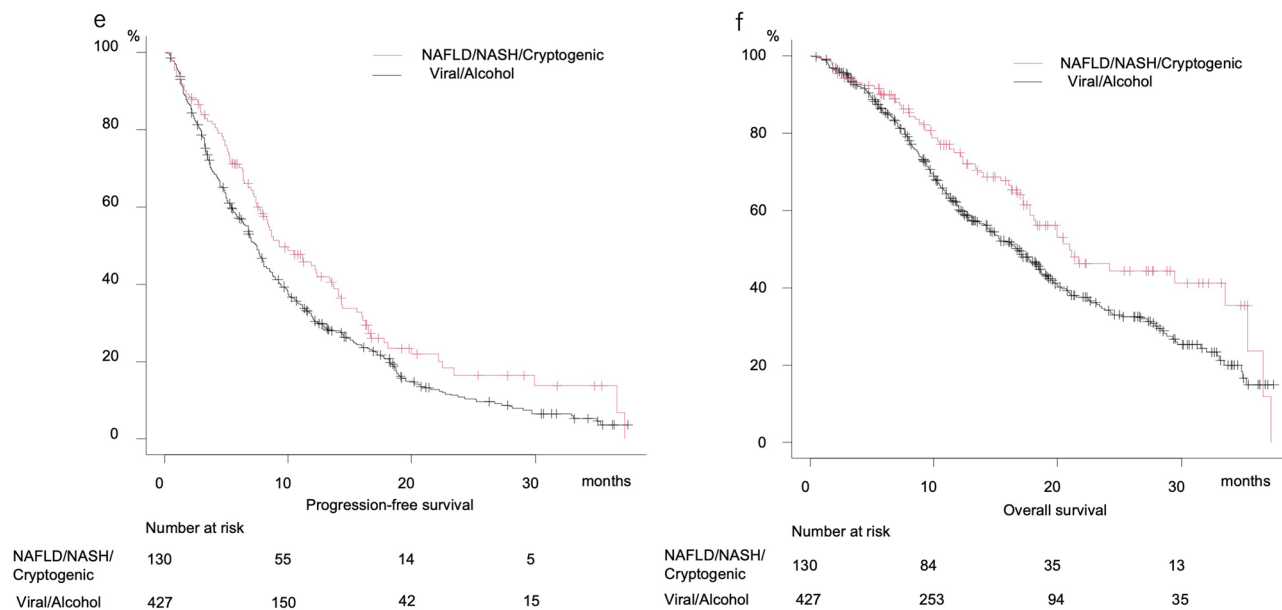 e
%
100
80
60
40
20
0
NAFLD/NASH/Cryptogenic
Viral/Alcohol
0 10 20 30 months
Progression-free survival
Number at risk
NAFLD/NASH/
Cryptogenic
130 55 14 5
Viral/Alcohol 427 150 42 15
f
%
100
80
60
40
20
0
NAFLD/NASH/Cryptogenic
Viral/Alcohol
0 10 20 30 months
Overall survival
Number at risk
NAFLD/NASH/
Cryptogenic
130 84 35 13
Viral/Alcohol 427 253 94 35